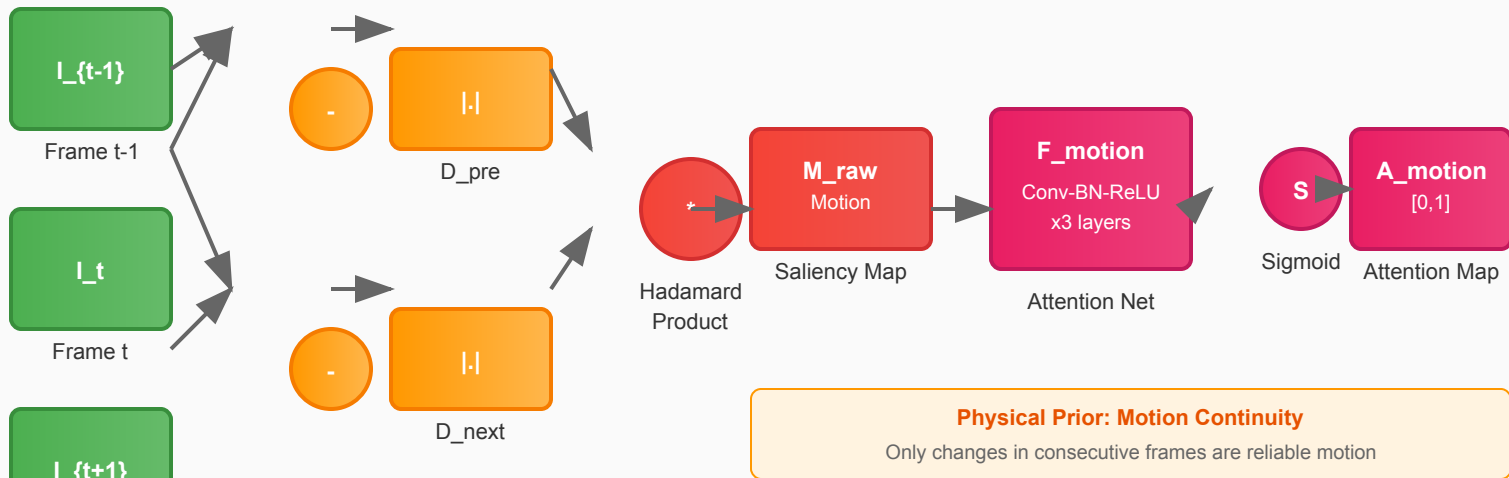 I_{t-1}
Frame t-1
I_t
Frame t
I_{t+1}
-
|.|
D_pre
-
|.|
D_next
*
Hadamard
Product
M_raw
Motion
Saliency Map
F_motion
Conv-BN-ReLU
x3 layers
Attention Net
S
Sigmoid
A_motion
[0,1]
Attention Map
Physical Prior: Motion Continuity
Only changes in consecutive frames are reliable motion